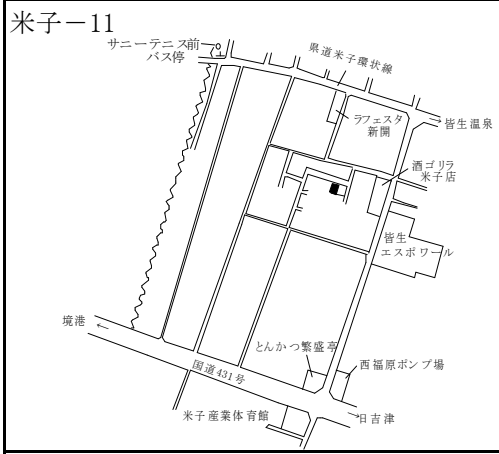 米子－11
サニーテニス前
バス停
県道米子環状線
皆生温泉
ラフェスタ
新開
酒ゴリラ
米子店
皆生
エスポワール
境港
とんかつ繁盛亭
西福原ポンプ場
国道431号
米子産業体育館
日吉津